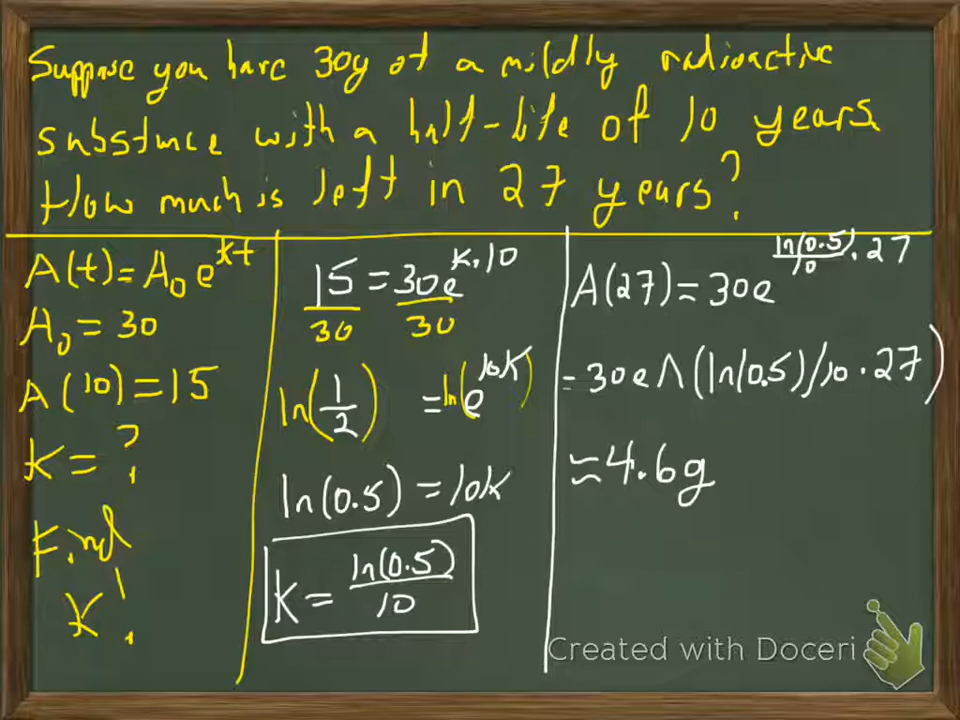 Suppose you have 30g of a mildly radioactive
substance with a half-life of 10 years
How much is left in 27 years?
A(t) = A₀e^kt
A₀ = 30
A(10) = 15
K = ?
Find
K!
15 = 30e^K·10
30 30
ln(1/2) = ln(e^10K)
ln(0.5) = 10K
K = ln(0.5)/10
A(27) = 30e^ln(0.5)/10·27
= 30e^(ln(0.5)/10·27)
≈ 4.6g
Created with Doceri